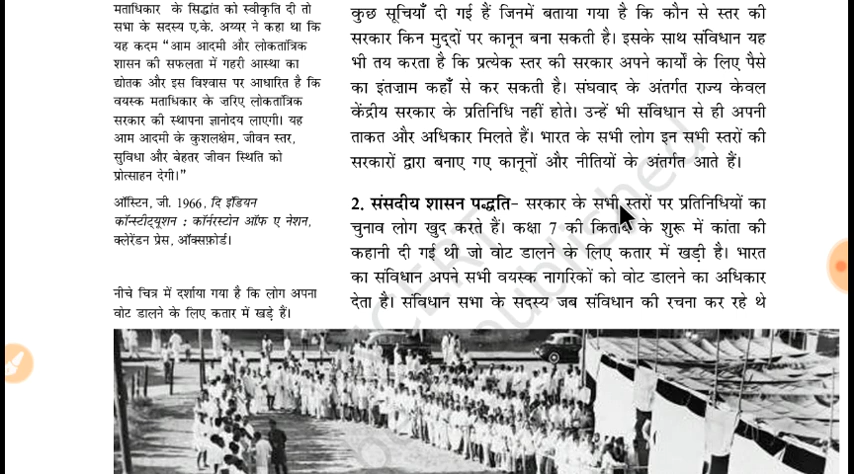 मताधिकार के सिद्धांत को स्वीकृति दी तो
सभा के सदस्य ए.के. अय्यर ने कहा था कि
यह कदम “आम आदमी और लोकतांत्रिक
शासन की सफलता में गहरी आस्था का
द्योतक और इस विश्वास पर आधारित है कि
वयस्क मताधिकार के जरिए लोकतांत्रिक
सरकार की स्थापना ज्ञानोदय लाएगी। यह
आम आदमी के कुशलक्षेम, जीवन स्तर,
सुविधा और बेहतर जीवन स्थिति को
प्रोत्साहन देगी।”
ऑस्टिन, जी. 1966, दि इंडियन
कॉन्स्टीट्यूशन : कॉर्नरस्टोन ऑफ ए नेशन,
क्लेरेंडन प्रेस, ऑक्सफ़ोर्ड।
नीचे चित्र में दर्शाया गया है कि लोग अपना
वोट डालने के लिए कतार में खड़े हैं।
कुछ सूचियाँ दी गई हैं जिनमें बताया गया है कि कौन से स्तर की
सरकार किन मुद्दों पर कानून बना सकती है। इसके साथ संविधान यह
भी तय करता है कि प्रत्येक स्तर की सरकार अपने कार्यों के लिए पैसे
का इंतज़ाम कहाँ से कर सकती है। संघवाद के अंतर्गत राज्य केवल
केंद्रीय सरकार के प्रतिनिधि नहीं होते। उन्हें भी संविधान से ही अपनी
ताकत और अधिकार मिलते हैं। भारत के सभी लोग इन सभी स्तरों की
सरकारों द्वारा बनाए गए कानूनों और नीतियों के अंतर्गत आते हैं।
2. संसदीय शासन पद्धति– सरकार के सभी स्तरों पर प्रतिनिधियों का
चुनाव लोग खुद करते हैं। कक्षा 7 की किताब के शुरू में कांता की
कहानी दी गई थी जो वोट डालने के लिए कतार में खड़ी है। भारत
का संविधान अपने सभी वयस्क नागरिकों को वोट डालने का अधिकार
देता है। संविधान सभा के सदस्य जब संविधान की रचना कर रहे थे